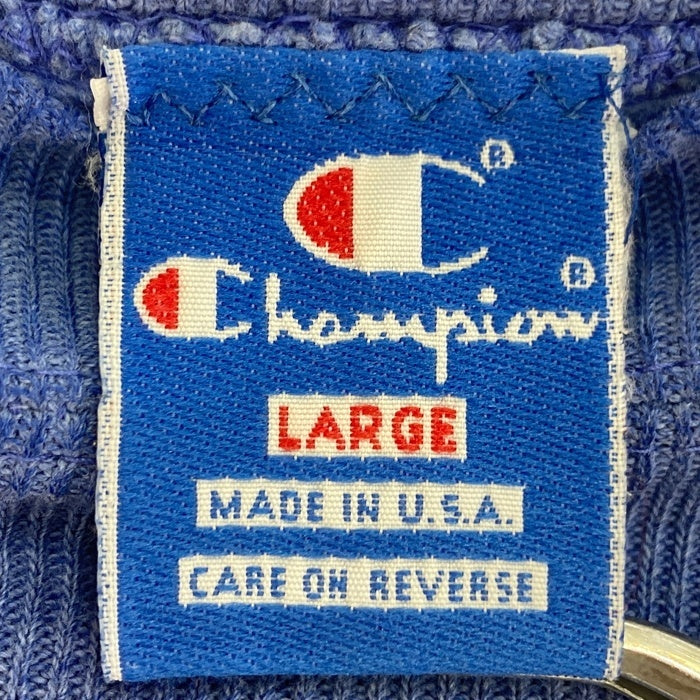 C®
Champion®
LARGE
MADE IN U.S.A.
CARE ON REVERSE